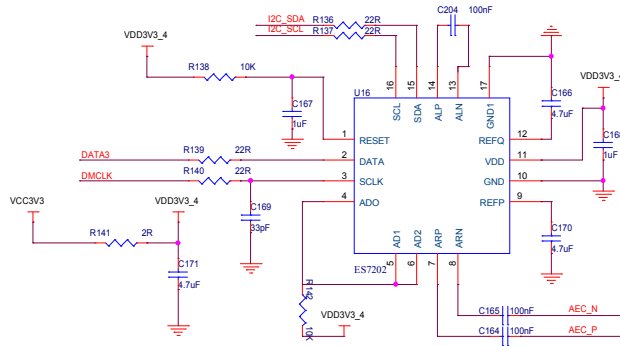 C204 100nF
I2C_SDA R136 22R
I2C_SCL R137 22R
VDD3V3_4
R138 10K
U16
16 15 14 13 17
SCL SDA ALP ALN GND1
C166
4.7uF
VDD3V3_4
C167
1uF
1 RESET REFQ 12
DATA3 R139 22R 2 DATA VDD 11
C168
1uF
DMCLK R140 22R 3 SCLK GND 10
4 ADO REFP 9
C169
33pF
VCC3V3 VDD3V3_4
R141 2R
C171
4.7uF
C170
4.7uF
AD1 AD2 ARP ARN
5 6 7 8
ES7202
R142
10K
VDD3V3_4
C165 100nF AEC_N
C164 100nF AEC_P